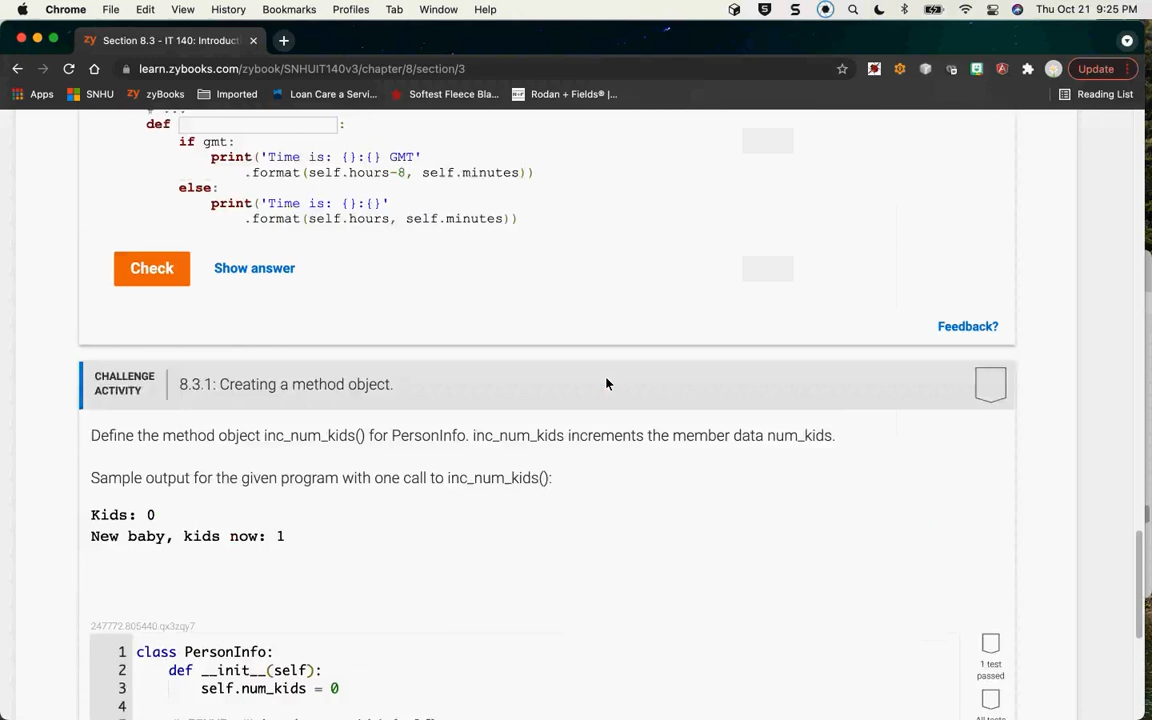 Chrome File Edit View History Bookmarks Profiles Tab Window Help Thu Oct 21 9:25 PM
zy Section 8.3 - IT 140: Introduct
learn.zybooks.com/zybook/SNHUIT140v3/chapter/8/section/3 Update
Apps SNHU zy zyBooks Imported Loan Care a Servi... Softest Fleece Bla... Rodan + Fields® |... Reading List
def :
if gmt:
print('Time is: {}:{} GMT'
.format(self.hours-8, self.minutes))
else:
print('Time is: {}:{}'
.format(self.hours, self.minutes))
Check Show answer
Feedback?
CHALLENGE
ACTIVITY
8.3.1: Creating a method object.
Define the method object inc_num_kids() for PersonInfo. inc_num_kids increments the member data num_kids.
Sample output for the given program with one call to inc_num_kids():
Kids: 0
New baby, kids now: 1
247772.805440.qx3zqy7
1 class PersonInfo:
2 def __init__(self):
3 self.num_kids = 0
4
1 test
passed